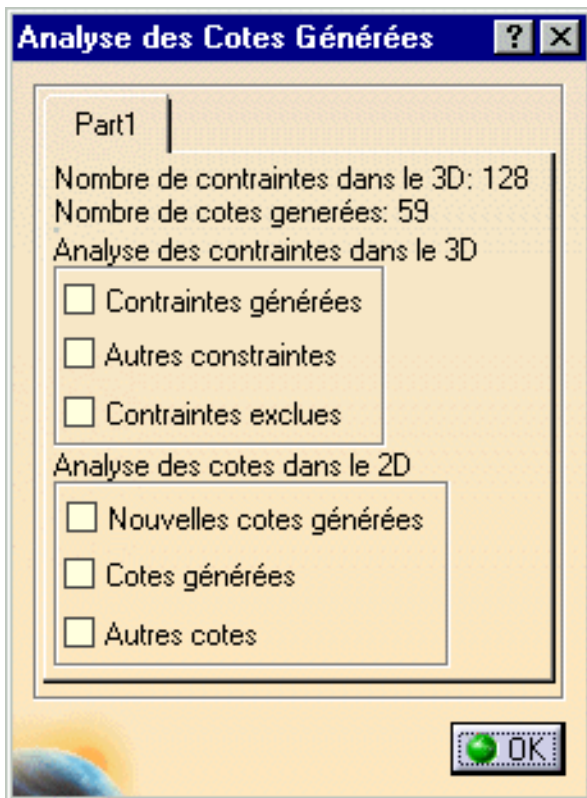 Analyse des Cotes Générées
Part1
Nombre de contraintes dans le 3D: 128
Nombre de cotes generées: 59
Analyse des contraintes dans le 3D
Contraintes générées
Autres constraintes
Contraintes exclues
Analyse des cotes dans le 2D
Nouvelles cotes générées
Cotes générées
Autres cotes
OK